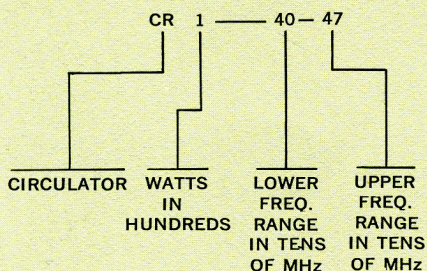 CR 1 — 40 — 47
CIRCULATOR
WATTS
IN
HUNDREDS
LOWER
FREQ.
RANGE
IN TENS
OF MHz
UPPER
FREQ.
RANGE
IN TENS
OF MHz